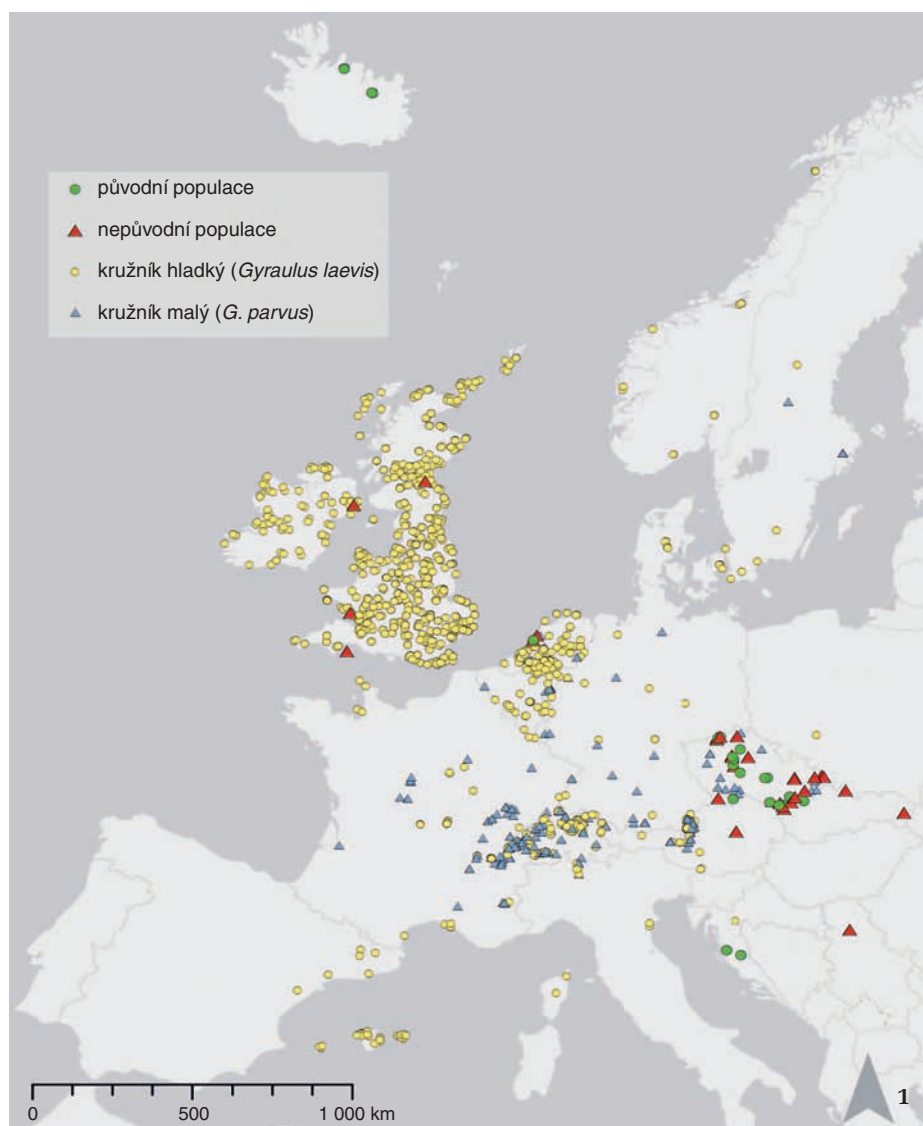 původní populace
nepůvodní populace
kružník hladký (Gyraulus laevis)
kružník malý (G. parvus)
0 500 1 000 km
1